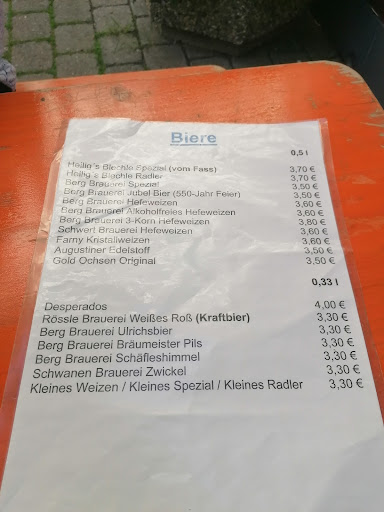 Biere
0,5 l
Heilig´s Blechle Spezial (vom Fass) 3,70 €
Heilig´s Blechle Radler 3,70 €
Berg Brauerei Spezial 3,50 €
Berg Brauerei Jubel Bier (550-Jahr Feier) 3,50 €
Berg Brauerei Hefeweizen 3,60 €
Berg Brauerei Alkoholfreies Hefeweizen 3,60 €
Berg Brauerei 3-Korn Hefeweizen 3,80 €
Schwert Brauerei Hefeweizen 3,60 €
Farny Kristallweizen 3,60 €
Augustiner Edelstoff 3,50 €
Gold Ochsen Original 3,50 €
0,33 l
Desperados 4,00 €
Rössle Brauerei Weißes Roß (Kraftbier) 3,30 €
Berg Brauerei Ulrichsbier 3,30 €
Berg Brauerei Bräumeister Pils 3,30 €
Berg Brauerei Schäfleshimmel 3,30 €
Schwanen Brauerei Zwickel 3,30 €
Kleines Weizen / Kleines Spezial / Kleines Radler 3,30 €